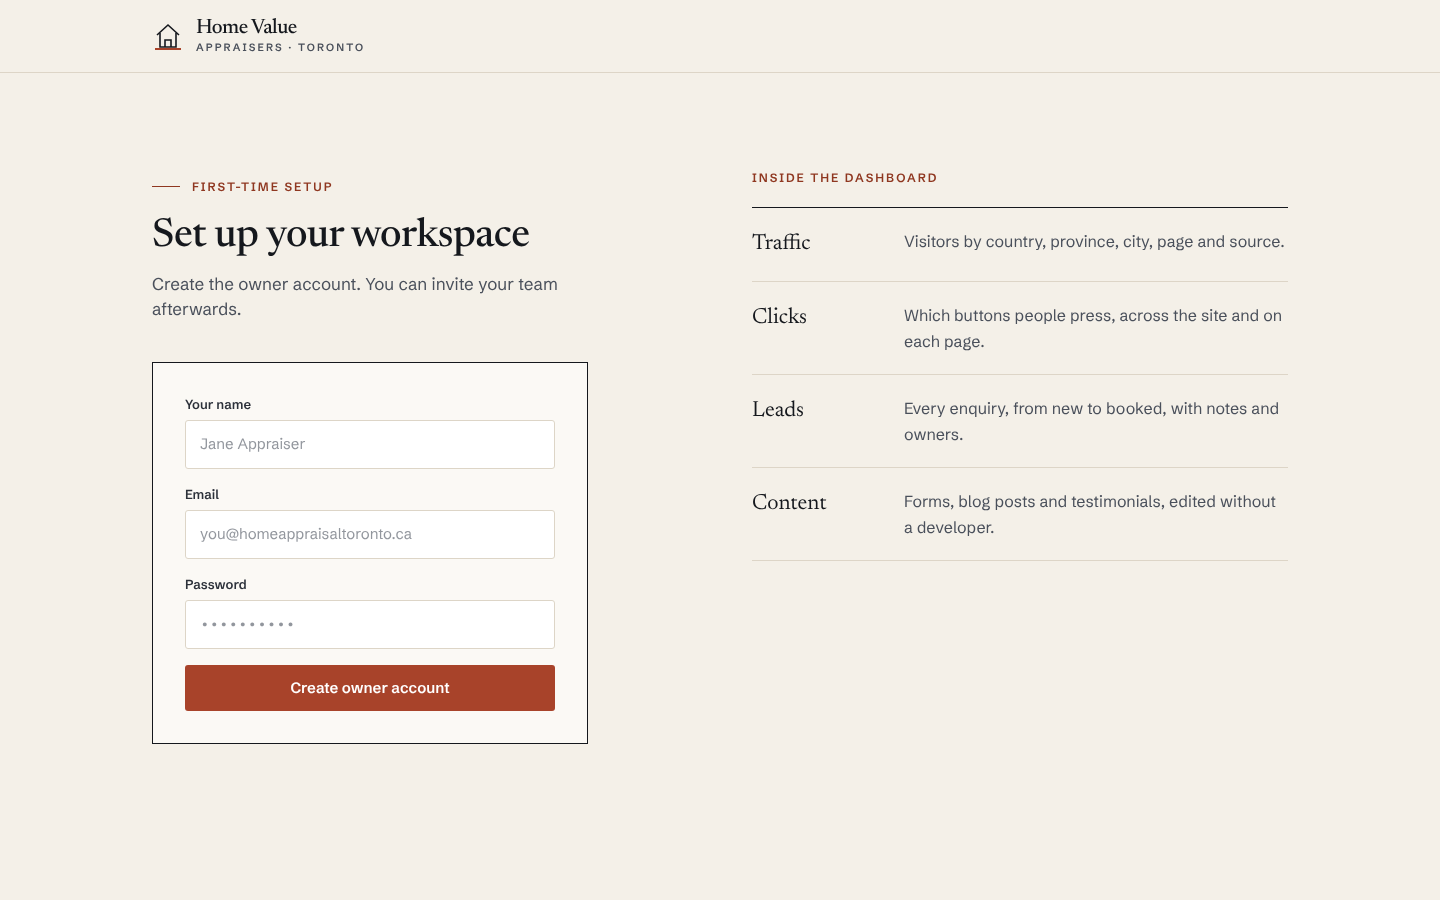 Home Value
APPRAISERS · TORONTO
FIRST-TIME SETUP
Set up your workspace
Create the owner account. You can invite your team
afterwards.
Your name
Jane Appraiser
Email
you@homeappraisaltoronto.ca
Password
••••••••••
Create owner account
INSIDE THE DASHBOARD
Traffic
Visitors by country, province, city, page and source.
Clicks
Which buttons people press, across the site and on
each page.
Leads
Every enquiry, from new to booked, with notes and
owners.
Content
Forms, blog posts and testimonials, edited without
a developer.